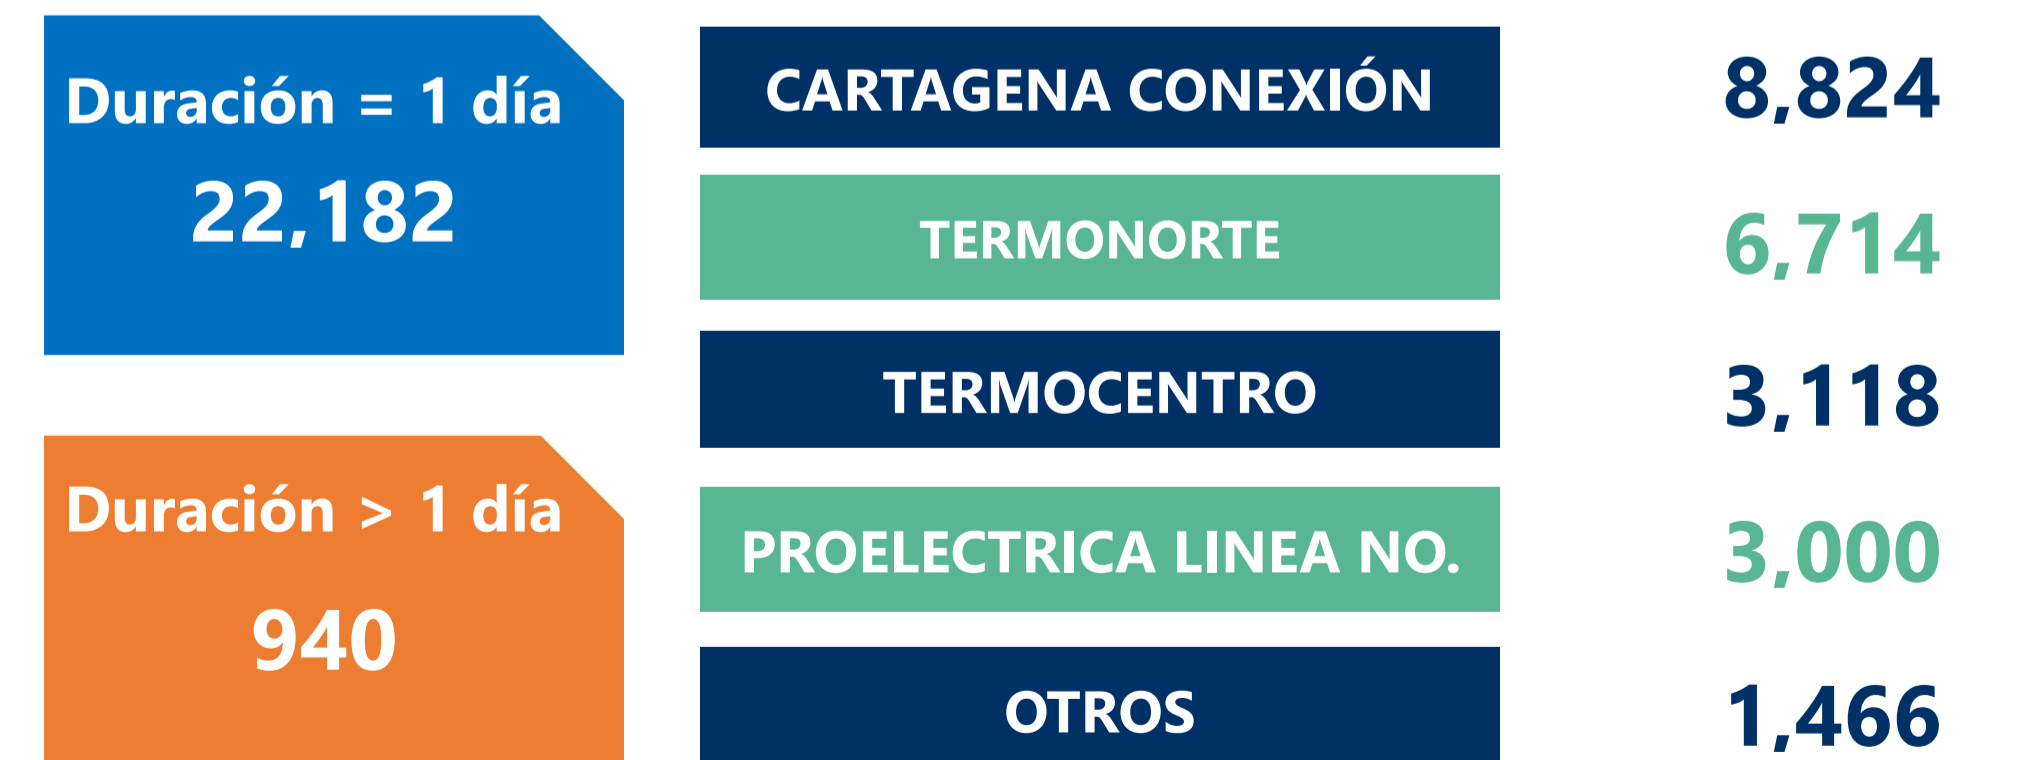 Duración = 1 día
22,182
Duración > 1 día
940
CARTAGENA CONEXIÓN 8,824
TERMONORTE 6,714
TERMOCENTRO 3,118
PROELECTRICA LINEA NO. 3,000
OTROS 1,466